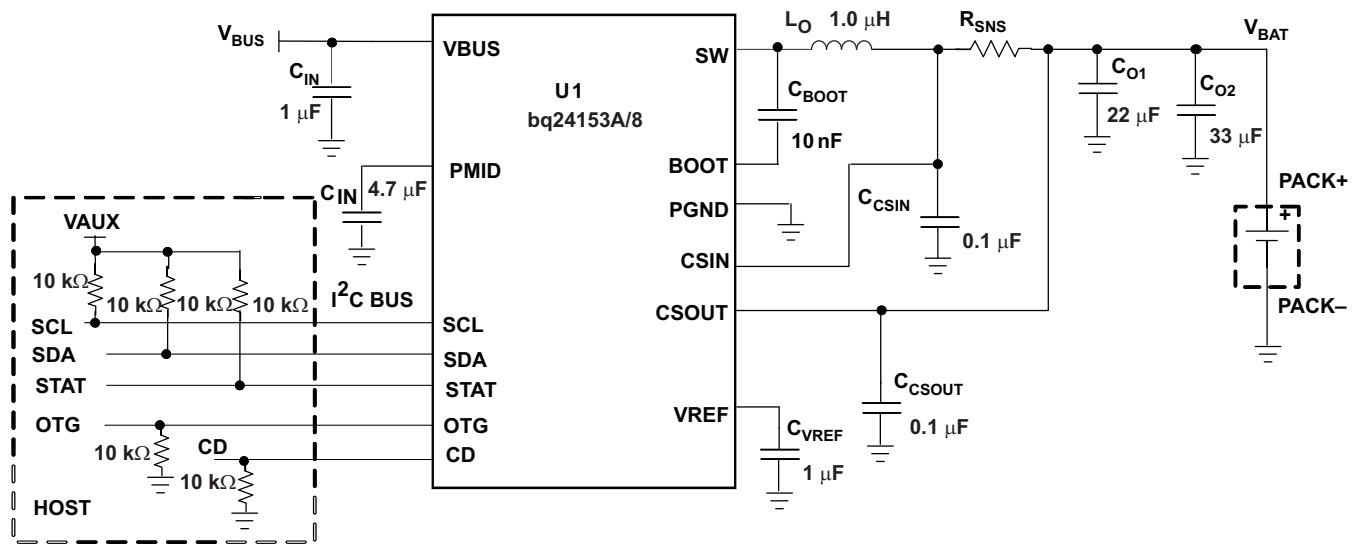 V_BUS
C_IN
1 μF
VBUS
U1
bq24153A/8
SW
L_O 1.0 μH
R_SNS
V_BAT
C_BOOT
10 nF
C_O1
22 μF
C_O2
33 μF
PMID
C_IN 4.7 μF
BOOT
PGND
C_CSIN
0.1 μF
CSIN
CSOUT
PACK+
+
PACK–
HOST
VAUX
10 kΩ
10 kΩ
10 kΩ
I²C BUS
SCL
SCL
SDA
SDA
STAT
STAT
OTG
OTG
10 kΩ
CD
CD
10 kΩ
VREF
C_VREF
1 μF
C_CSOUT
0.1 μF